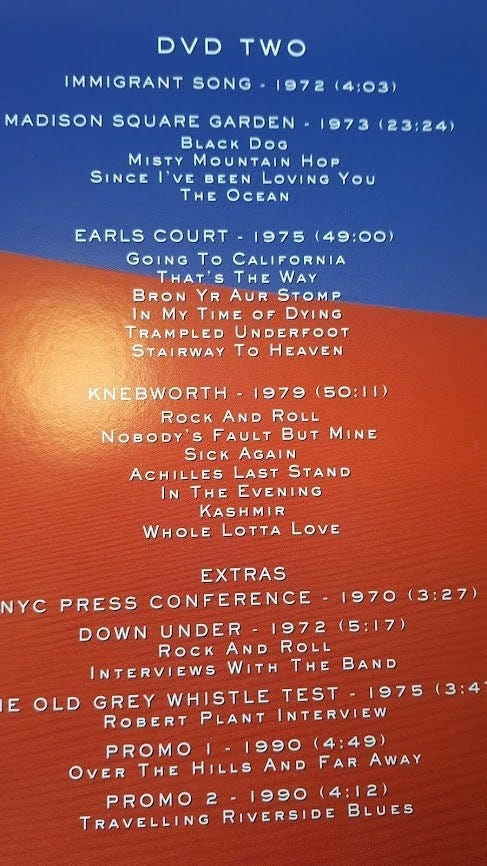 DVD TWO
IMMIGRANT SONG - 1972 (4:03)
MADISON SQUARE GARDEN - 1973 (23:24)
BLACK DOG
MISTY MOUNTAIN HOP
SINCE I'VE BEEN LOVING YOU
THE OCEAN
EARLS COURT - 1975 (49:00)
GOING TO CALIFORNIA
THAT'S THE WAY
BRON YR AUR STOMP
IN MY TIME OF DYING
TRAMPLED UNDERFOOT
STAIRWAY TO HEAVEN
KNEBWORTH - 1979 (50:11)
ROCK AND ROLL
NOBODY'S FAULT BUT MINE
SICK AGAIN
ACHILLES LAST STAND
IN THE EVENING
KASHMIR
WHOLE LOTTA LOVE
EXTRAS
NYC PRESS CONFERENCE - 1970 (3:27)
DOWN UNDER - 1972 (5:17)
ROCK AND ROLL
INTERVIEWS WITH THE BAND
OLD GREY WHISTLE TEST - 1975
ROBERT PLANT INTERVIEW
PROMO 1 - 1990 (4:49)
OVER THE HILLS AND FAR AWAY
PROMO 2 - 1990 (4:12)
TRAVELLING RIVERSIDE BLUES